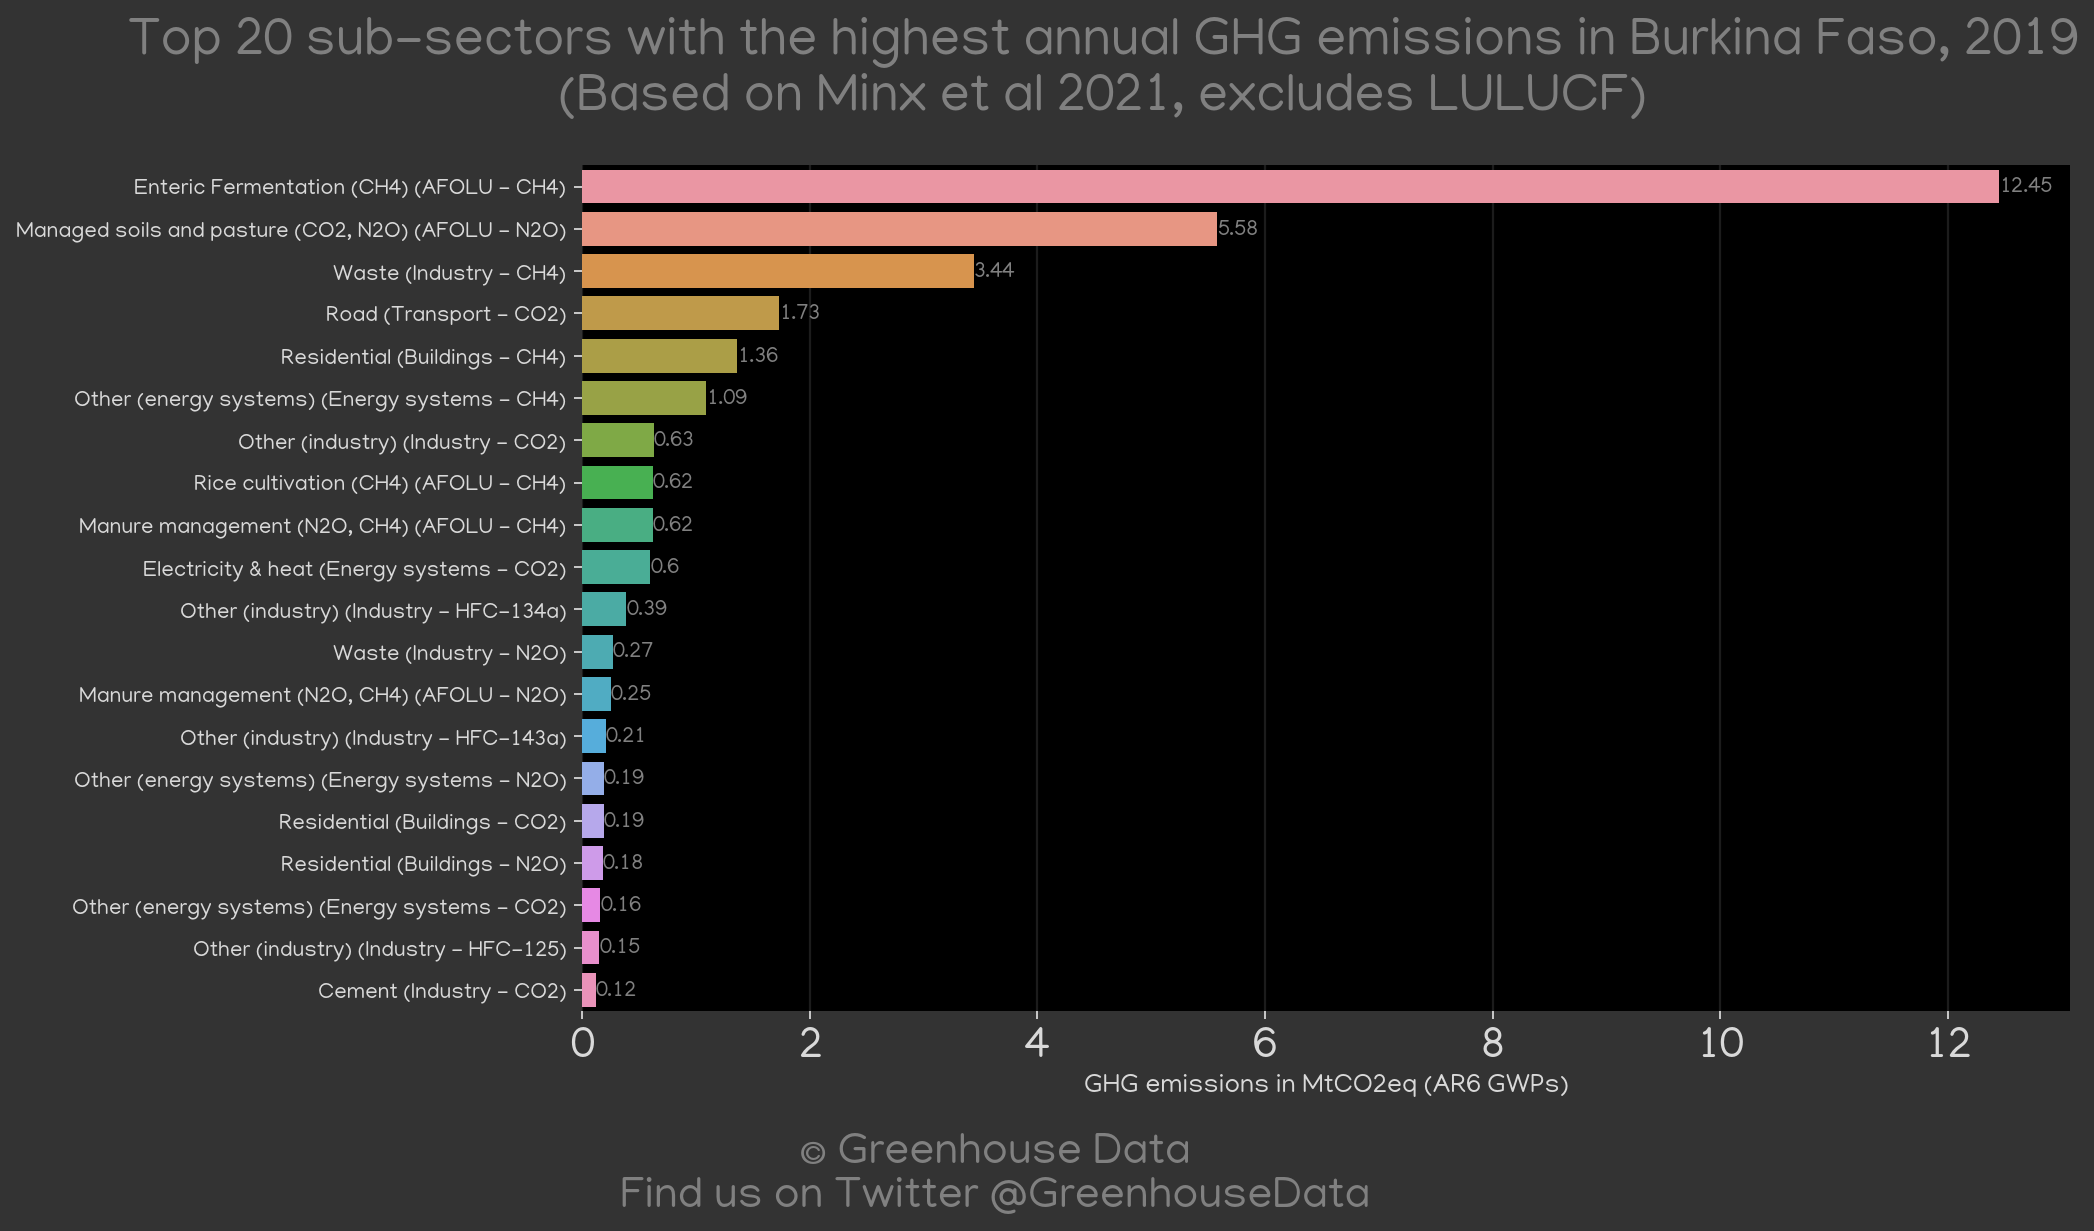 Top 20 sub-sectors with the highest annual GHG emissions in Burkina Faso, 2019
(Based on Minx et al 2021, excludes LULUCF)
Enteric Fermentation (CH4) (AFOLU - CH4) 12.45
Managed soils and pasture (CO2, N2O) (AFOLU - N2O) 5.58
Waste (Industry - CH4) 3.44
Road (Transport - CO2) 1.73
Residential (Buildings - CH4) 1.36
Other (energy systems) (Energy systems - CH4) 1.09
Other (industry) (Industry - CO2) 0.63
Rice cultivation (CH4) (AFOLU - CH4) 0.62
Manure management (N2O, CH4) (AFOLU - CH4) 0.62
Electricity & heat (Energy systems - CO2) 0.6
Other (industry) (Industry - HFC-134a) 0.39
Waste (Industry - N2O) 0.27
Manure management (N2O, CH4) (AFOLU - N2O) 0.25
Other (industry) (Industry - HFC-143a) 0.21
Other (energy systems) (Energy systems - N2O) 0.19
Residential (Buildings - CO2) 0.19
Residential (Buildings - N2O) 0.18
Other (energy systems) (Energy systems - CO2) 0.16
Other (industry) (Industry - HFC-125) 0.15
Cement (Industry - CO2) 0.12
0 2 4 6 8 10 12
GHG emissions in MtCO2eq (AR6 GWPs)
© Greenhouse Data
Find us on Twitter @GreenhouseData